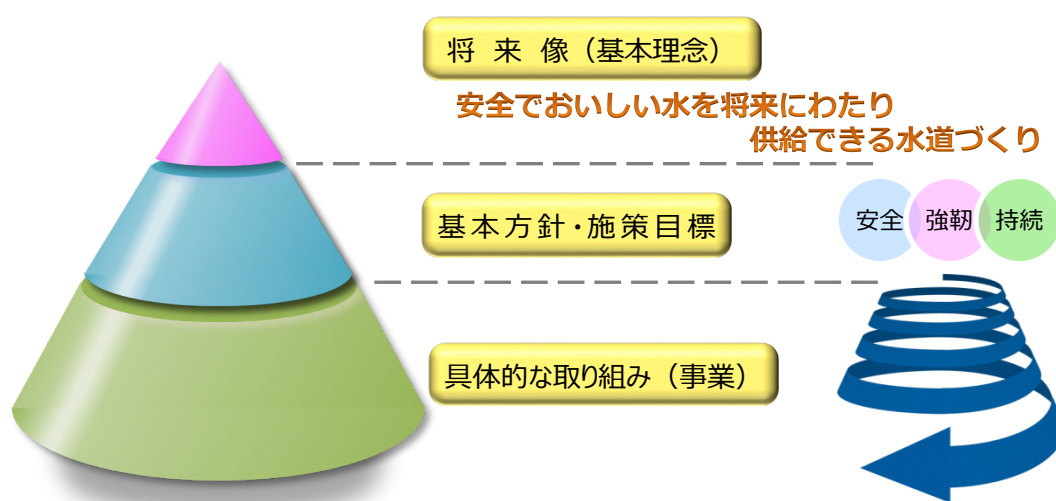 将来像（基本理念）
安全でおいしい水を将来にわたり
供給できる水道づくり
基本方針・施策目標
安全 強靭 持続
具体的な取り組み（事業）